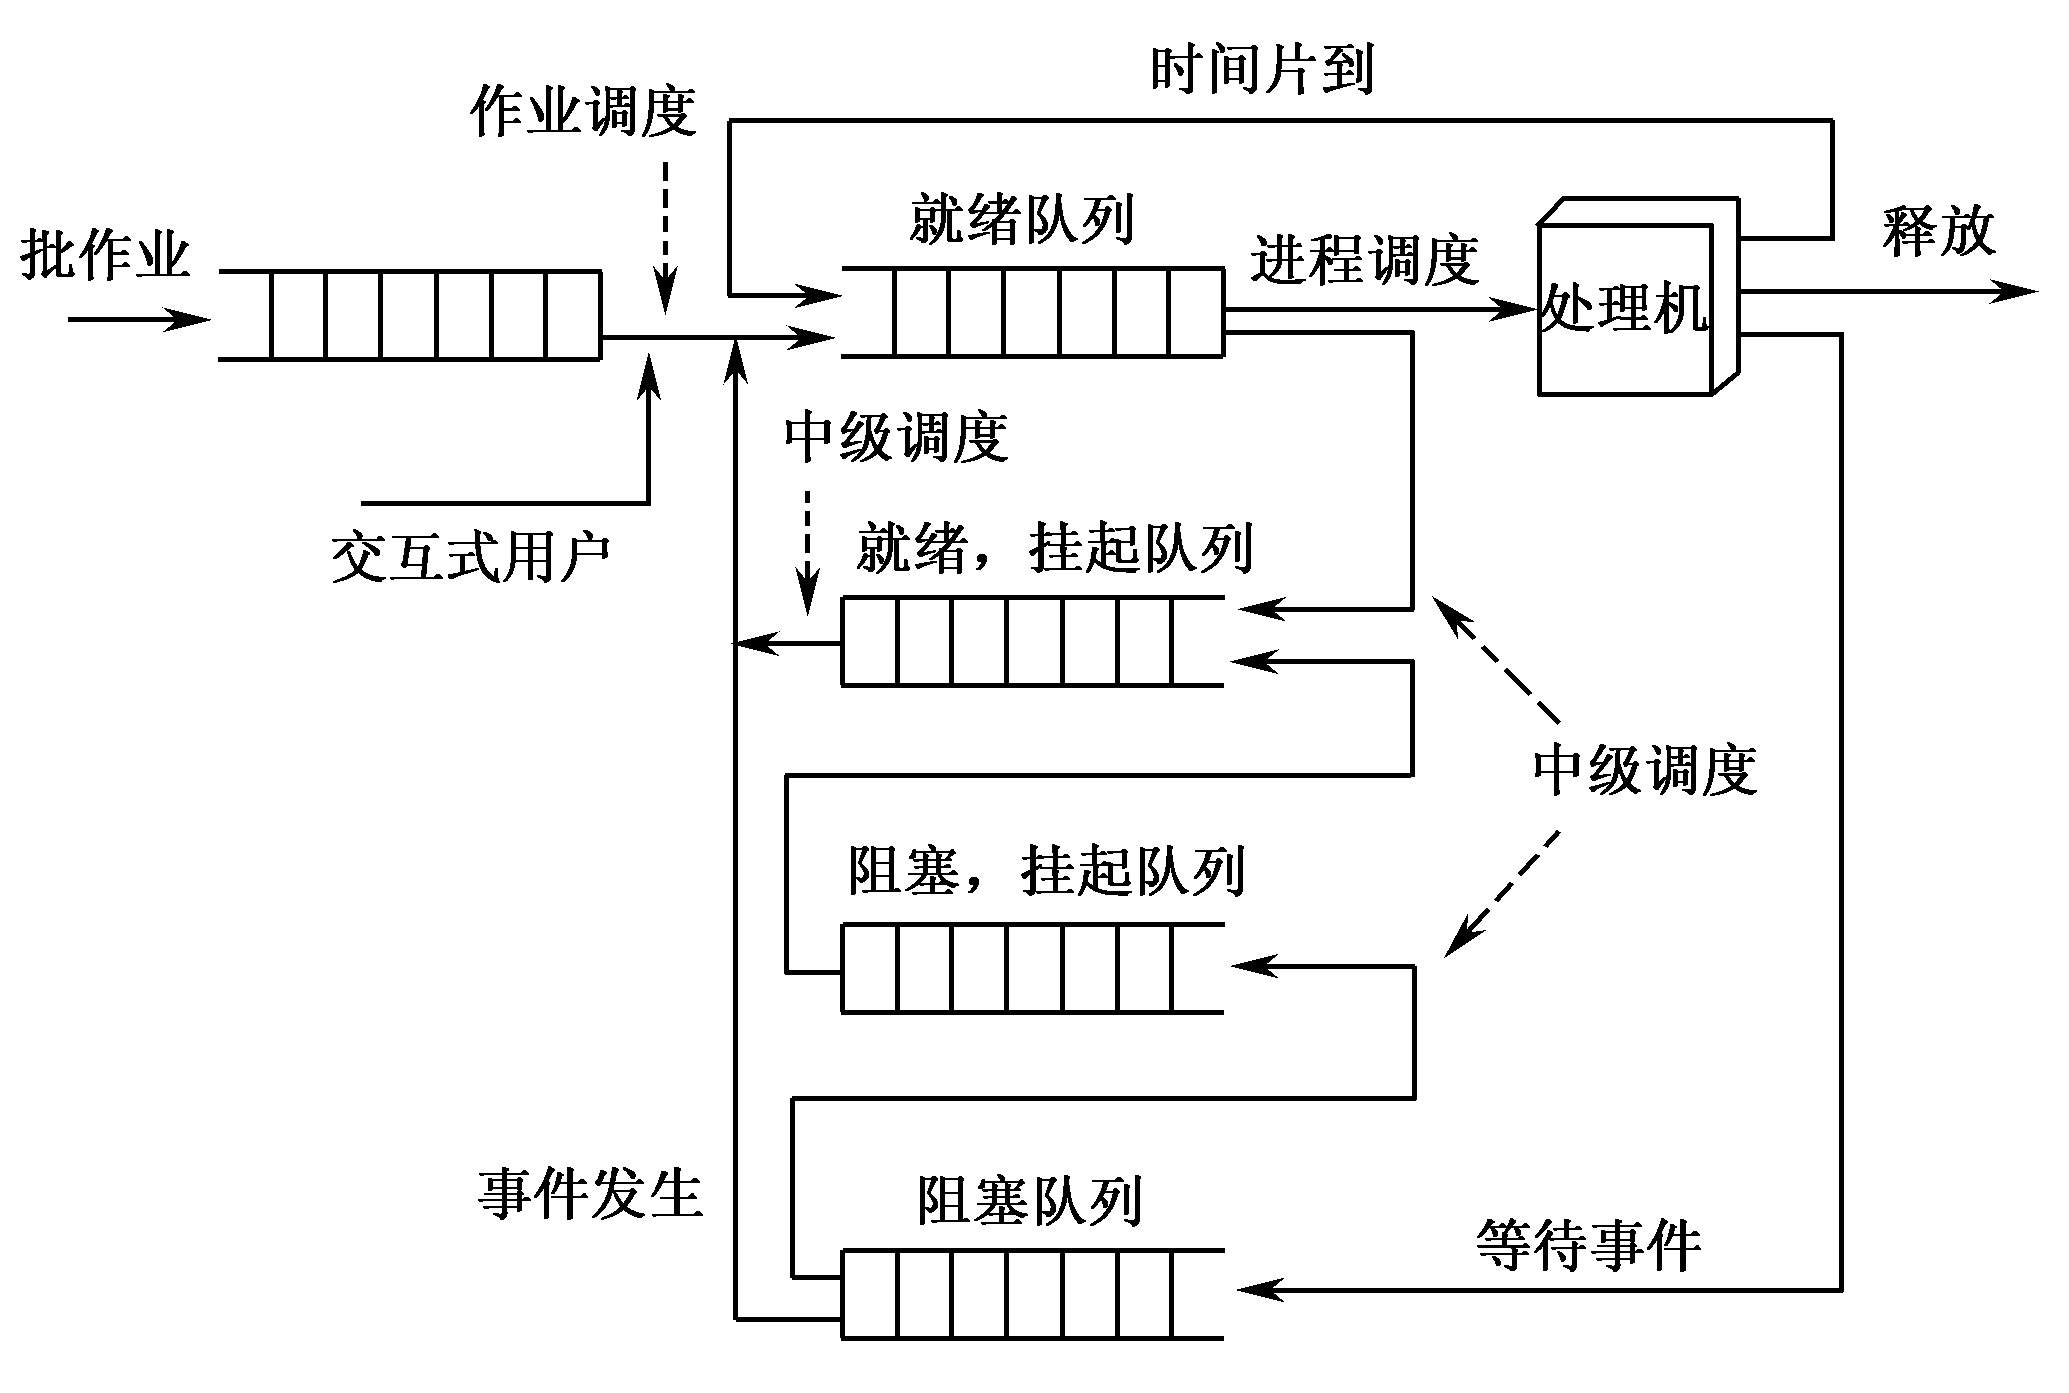 时间片到
作业调度
就绪队列
批作业
进程调度
释放
处理机
中级调度
交互式用户
就绪，挂起队列
中级调度
阻塞，挂起队列
事件发生
阻塞队列
等待事件